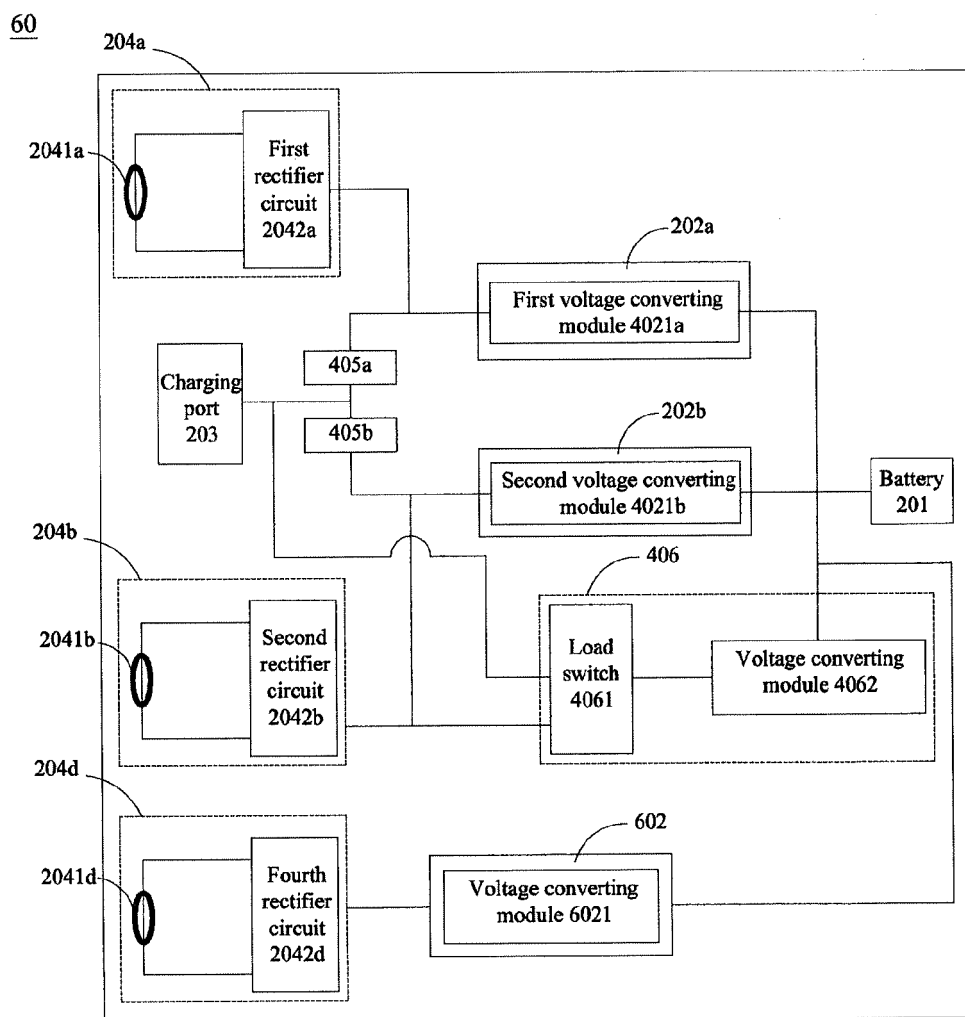 60
204a
2041a
First
rectifier
circuit
2042a
202a
First voltage converting
module 4021a
405a
Charging
port
203
405b
202b
Second voltage converting
module 4021b
Battery
201
204b
406
2041b
Second
rectifier
circuit
2042b
Load
switch
4061
Voltage converting
module 4062
204d
602
2041d
Fourth
rectifier
circuit
2042d
Voltage converting
module 6021